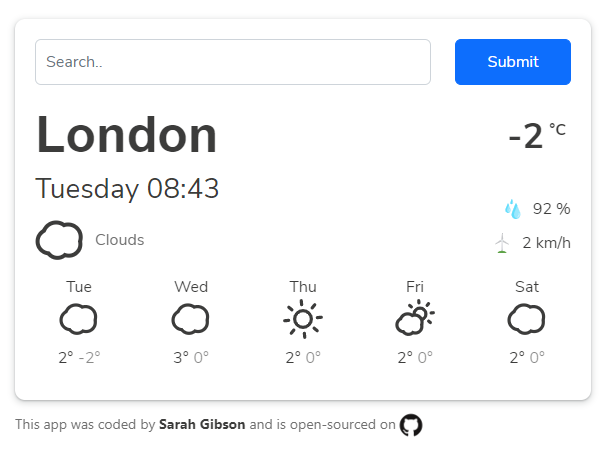 Search..
Submit
London
-2 °C
Tuesday 08:43
92 %
Clouds
2 km/h
Tue Wed Thu Fri Sat
2° -2° 3° 0° 2° 0° 2° 0° 2° 0°
This app was coded by Sarah Gibson and is open-sourced on